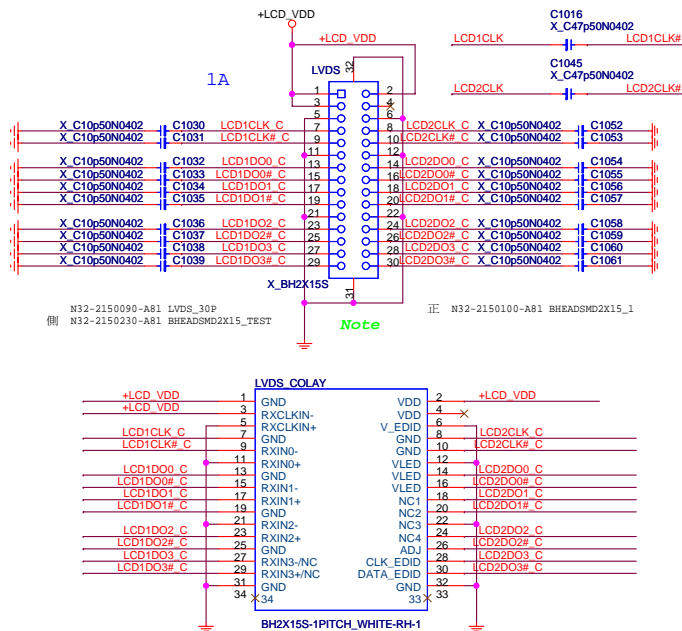 +LCD_VDD
C1016
X_C47p50N0402
LCD1CLK
LCD1CLK#
C1045
X_C47p50N0402
LCD2CLK
LCD2CLK#
+LCD_VDD
LVDS
32
1A
1
2
3
4
5
6
7
8
9
10
11
12
13
14
15
16
17
18
19
20
21
22
23
24
25
26
27
28
29
30
X_C10p50N0402 C1030 LCD1CLK_C
X_C10p50N0402 C1031 LCD1CLK#_C
X_C10p50N0402 C1032 LCD1DO0_C
X_C10p50N0402 C1033 LCD1DO0#_C
X_C10p50N0402 C1034 LCD1DO1_C
X_C10p50N0402 C1035 LCD1DO1#_C
X_C10p50N0402 C1036 LCD1DO2_C
X_C10p50N0402 C1037 LCD1DO2#_C
X_C10p50N0402 C1038 LCD1DO3_C
X_C10p50N0402 C1039 LCD1DO3#_C
LCD2CLK_C X_C10p50N0402 C1052
LCD2CLK#_C X_C10p50N0402 C1053
LCD2DO0_C X_C10p50N0402 C1054
LCD2DO0#_C X_C10p50N0402 C1055
LCD2DO1_C X_C10p50N0402 C1056
LCD2DO1#_C X_C10p50N0402 C1057
LCD2DO2_C X_C10p50N0402 C1058
LCD2DO2#_C X_C10p50N0402 C1059
LCD2DO3_C X_C10p50N0402 C1060
LCD2DO3#_C X_C10p50N0402 C1061
X_BH2X15S
31
N32-2150090-A81 LVDS_30P
側 N32-2150230-A81 BHEADSMD2X15_TEST
Note
正 N32-2150100-A81 BHEADSMD2X15_1
LVDS_COLAY
+LCD_VDD 1 GND VDD 2 +LCD_VDD
+LCD_VDD 3 RXCLKIN- VDD 4
5 RXCLKIN+ V_EDID 6
LCD1CLK_C 7 GND GND 8 LCD2CLK_C
LCD1CLK#_C 9 RXIN0- GND 10 LCD2CLK#_C
11 RXIN0+ VLED 12
LCD1DO0_C 13 GND VLED 14 LCD2DO0_C
LCD1DO0#_C 15 RXIN1- VLED 16 LCD2DO0#_C
LCD1DO1_C 17 RXIN1+ NC1 18 LCD2DO1_C
LCD1DO1#_C 19 GND NC2 20 LCD2DO1#_C
21 RXIN2- NC3 22
LCD1DO2_C 23 RXIN2+ NC4 24 LCD2DO2_C
LCD1DO2#_C 25 GND ADJ 26 LCD2DO2#_C
LCD1DO3_C 27 RXIN3-/NC CLK_EDID 28 LCD2DO3_C
LCD1DO3#_C 29 RXIN3+/NC DATA_EDID 30 LCD2DO3#_C
31 GND GND 32
34 34 33 33
BH2X15S-1PITCH_WHITE-RH-1